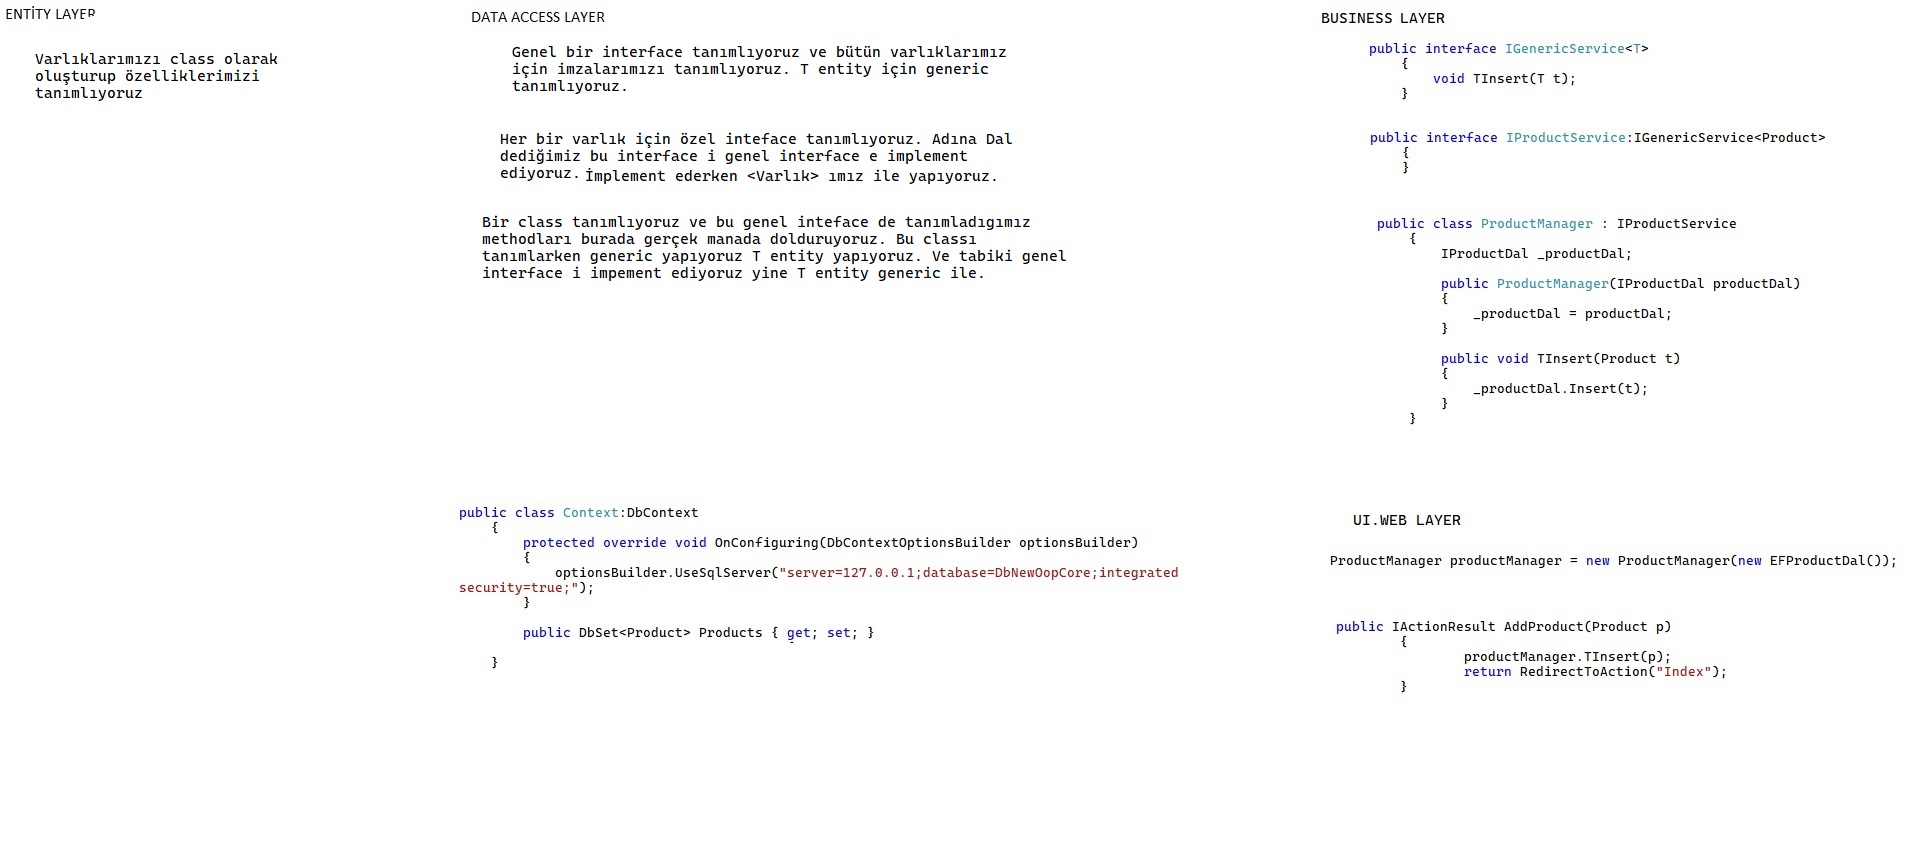 ENTİTY LAYER
Varlıklarımızı class olarak
oluşturup özelliklerimizi
tanımlıyoruz
DATA ACCESS LAYER
Genel bir interface tanımlıyoruz ve bütün varlıklarımız
için imzalarımızı tanımlıyoruz. T entity için generic
tanımlıyoruz.
Her bir varlık için özel inteface tanımlıyoruz. Adına Dal
dediğimiz bu interface i genel interface e implement
ediyoruz. İmplement ederken <Varlık> ımız ile yapıyoruz.
Bir class tanımlıyoruz ve bu genel inteface de tanımladıgımız
methodları burada gerçek manada dolduruyoruz. Bu classı
tanımlarken generic yapıyoruz T entity yapıyoruz. Ve tabiki genel
interface i impement ediyoruz yine T entity generic ile.
public class Context:DbContext
{
protected override void OnConfiguring(DbContextOptionsBuilder optionsBuilder)
{
optionsBuilder.UseSqlServer("server=127.0.0.1;database=DbNewOopCore;integrated
security=true;");
}
public DbSet<Product> Products { get; set; }
}
BUSINESS LAYER
public interface IGenericService<T>
{
void TInsert(T t);
}
public interface IProductService:IGenericService<Product>
{
}
public class ProductManager : IProductService
{
IProductDal _productDal;
public ProductManager(IProductDal productDal)
{
_productDal = productDal;
}
public void TInsert(Product t)
{
_productDal.Insert(t);
}
}
UI.WEB LAYER
ProductManager productManager = new ProductManager(new EFProductDal());
public IActionResult AddProduct(Product p)
{
productManager.TInsert(p);
return RedirectToAction("Index");
}